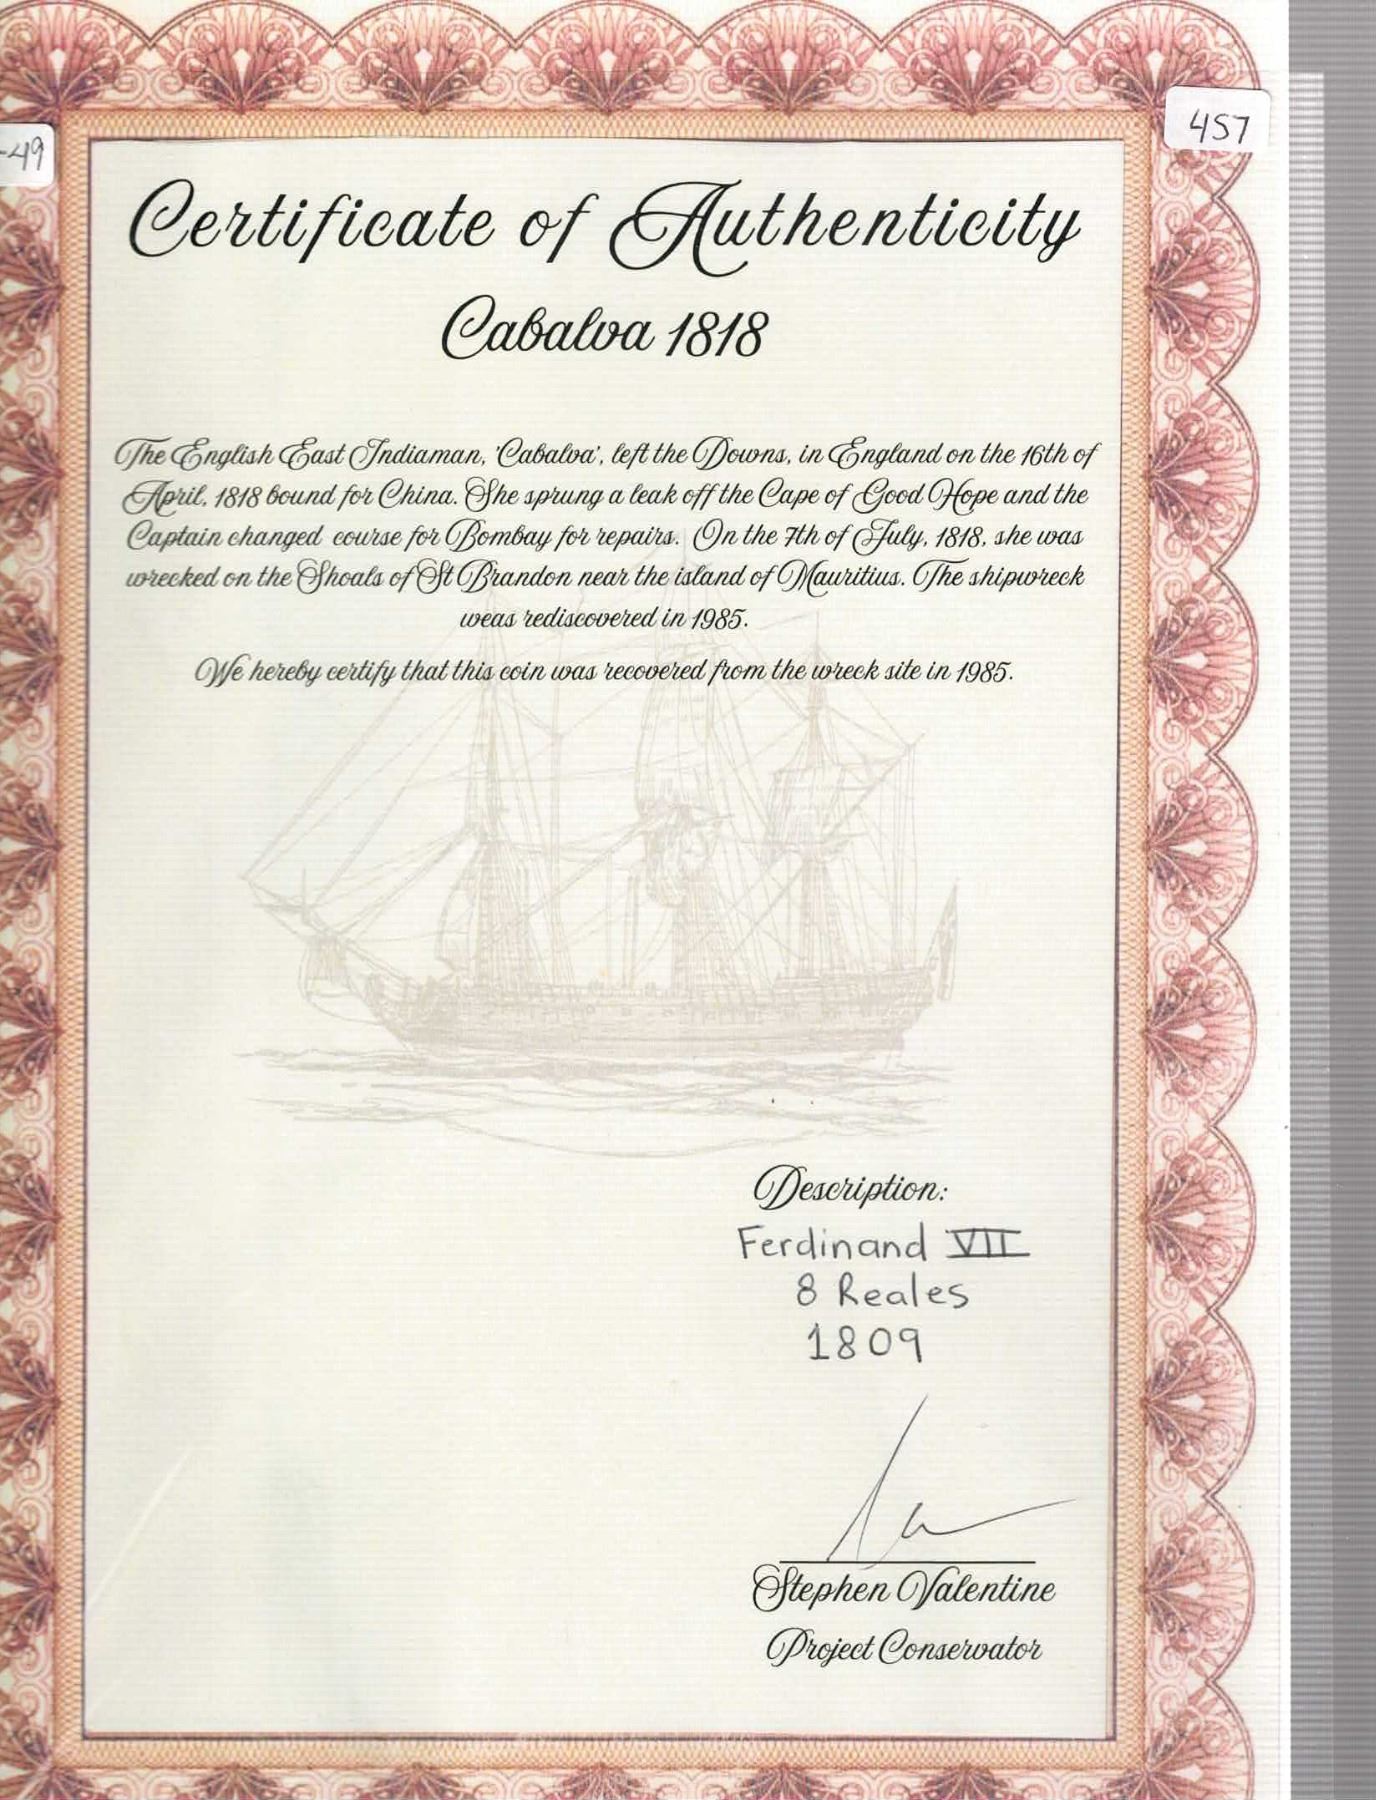 -49
457
Certificate of Authenticity
Cabalva 1818
The English East Indiaman, 'Cabalva', left the Downs, in England on the 16th of
April, 1818 bound for China. She sprung a leak off the Cape of Good Hope and the
Captain changed course for Bombay for repairs. On the 7th of July, 1818, she was
wrecked on the Shoals of St Brandon near the island of Mauritius. The shipwreck
weas rediscovered in 1985.
We hereby certify that this coin was recovered from the wreck site in 1985.
Description:
Ferdinand VII
8 Reales
1809
Stephen Valentine
Project Conservator